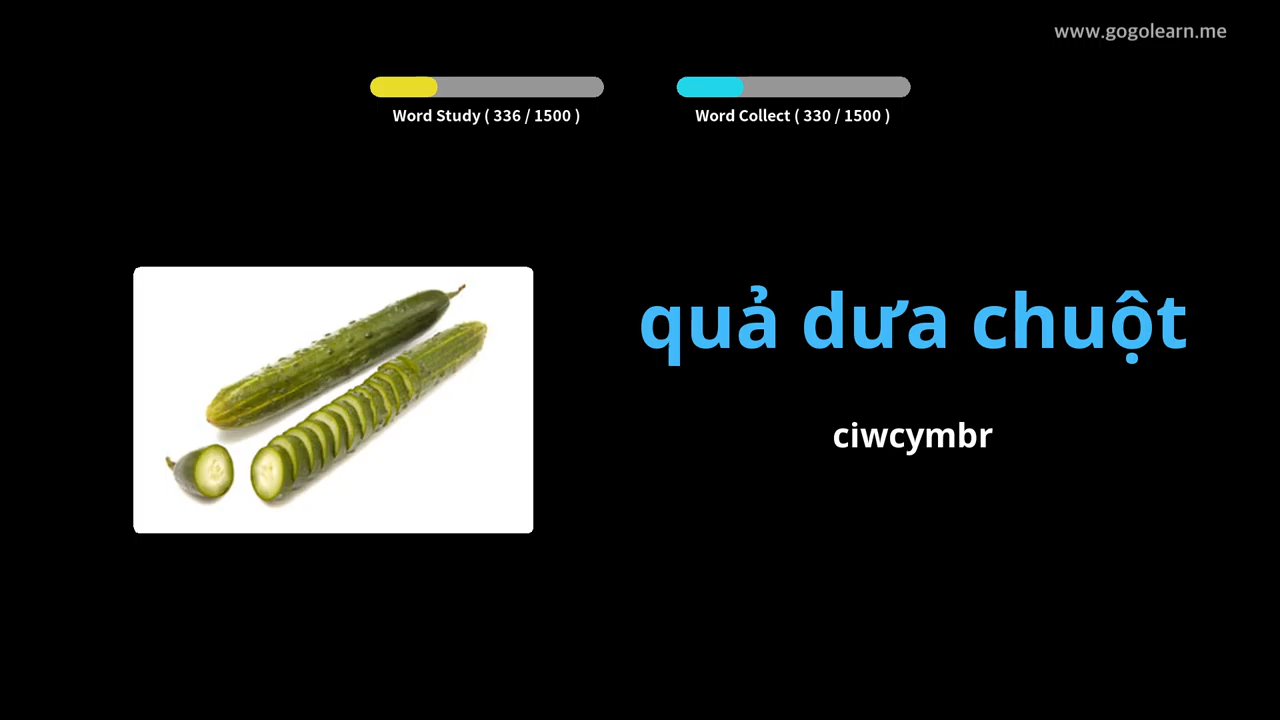 www.gogolearn.me
Word Study ( 336 / 1500 )
Word Collect ( 330 / 1500 )
quả dưa chuột
ciwcymbr